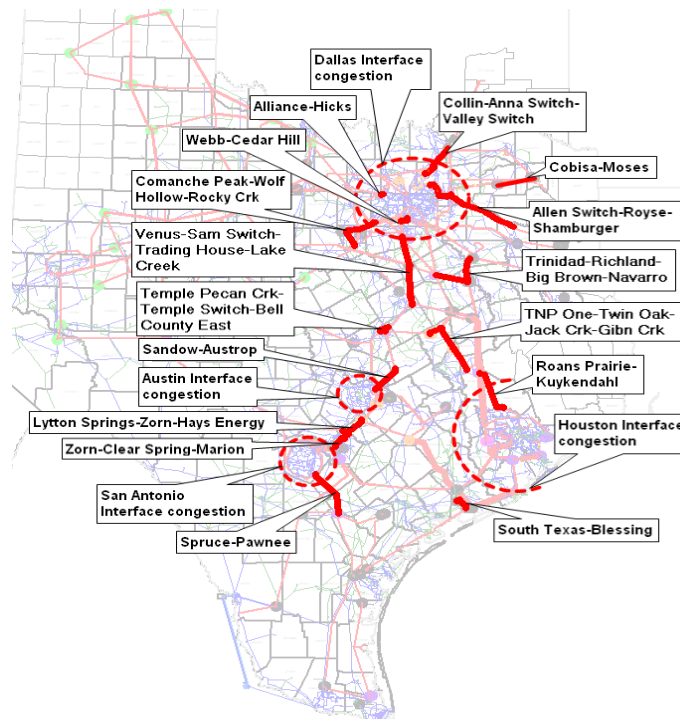 Dallas Interface
congestion
Collin-Anna Switch-
Valley Switch
Alliance-Hicks
Webb-Cedar Hill
Cobisa-Moses
Comanche Peak-Wolf
Hollow-Rocky Crk
Allen Switch-Royse-
Shamburger
Venus-Sam Switch-
Trading House-Lake
Creek
Trinidad-Richland-
Big Brown-Navarro
Temple Pecan Crk-
Temple Switch-Bell
County East
TNP One-Twin Oak-
Jack Crk-Gibn Crk
Sandow-Austrop
Roans Prairie-
Kuykendahl
Austin Interface
congestion
Lytton Springs-Zorn-Hays Energy
Houston Interface
congestion
Zorn-Clear Spring-Marion
San Antonio
Interface congestion
South Texas-Blessing
Spruce-Pawnee